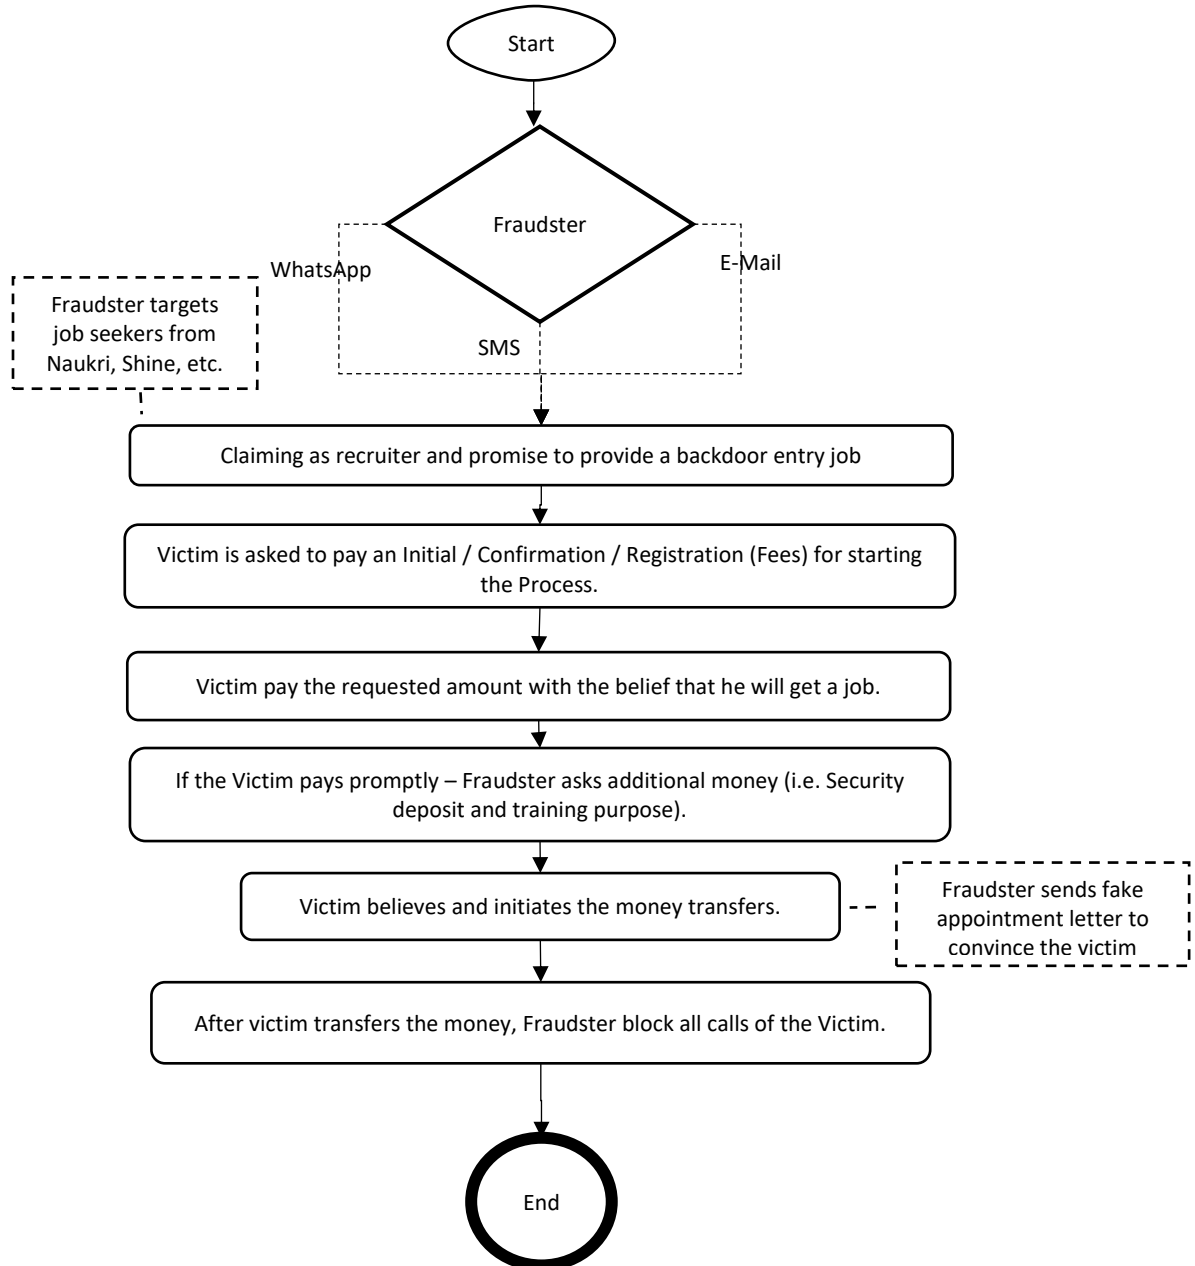 Start
Fraudster
WhatsApp
E-Mail
SMS
Fraudster targets
job seekers from
Naukri, Shine, etc.
Claiming as recruiter and promise to provide a backdoor entry job
Victim is asked to pay an Initial / Confirmation / Registration (Fees) for starting
the Process.
Victim pay the requested amount with the belief that he will get a job.
If the Victim pays promptly – Fraudster asks additional money (i.e. Security
deposit and training purpose).
Victim believes and initiates the money transfers.
Fraudster sends fake
appointment letter to
convince the victim
After victim transfers the money, Fraudster block all calls of the Victim.
End